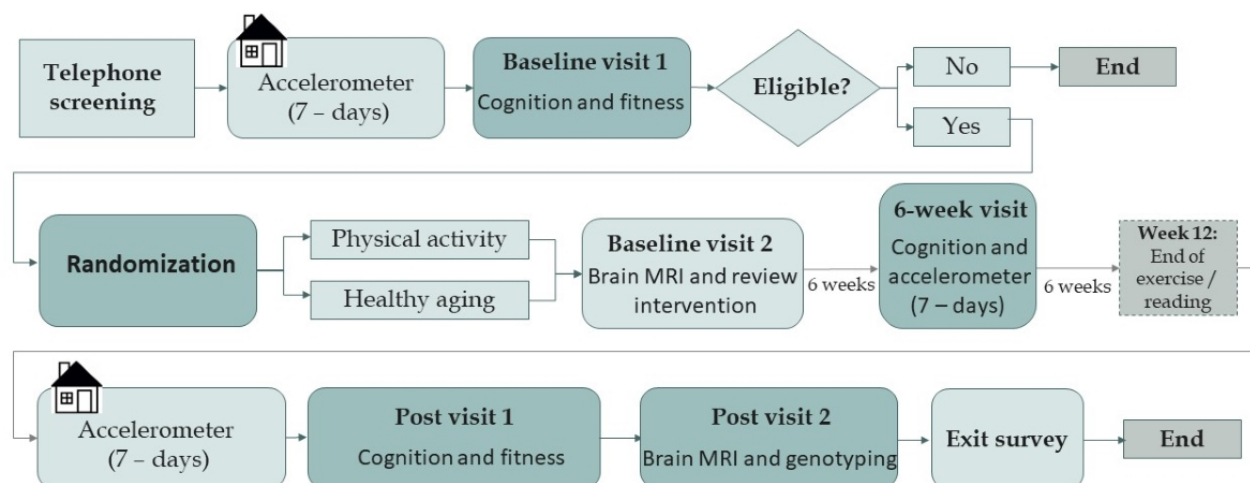 Telephone
screening
Accelerometer
(7 – days)
Baseline visit 1
Cognition and fitness
Eligible?
No
End
Yes
Randomization
Physical activity
Healthy aging
Baseline visit 2
Brain MRI and review
intervention
6 weeks
6-week visit
Cognition and
accelerometer
(7 – days)
6 weeks
Week 12:
End of
exercise /
reading
Accelerometer
(7 – days)
Post visit 1
Cognition and fitness
Post visit 2
Brain MRI and genotyping
Exit survey
End